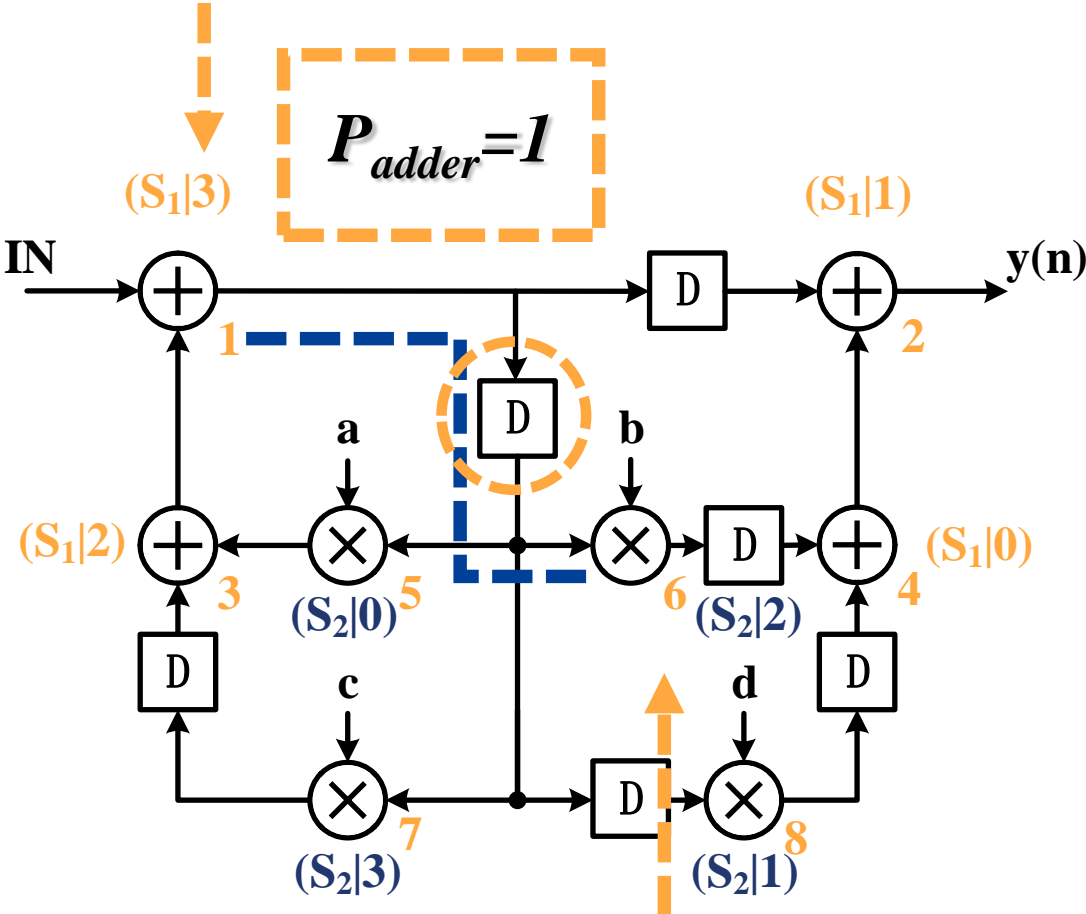 P_adder=1
(S₁|3)
(S₁|1)
IN
D
y(n)
1
2
D
a
b
(S₁|2)
D
(S₁|0)
3
5
6
4
(S₂|0)
(S₂|2)
D
D
c
d
D
7
8
(S₂|3)
(S₂|1)